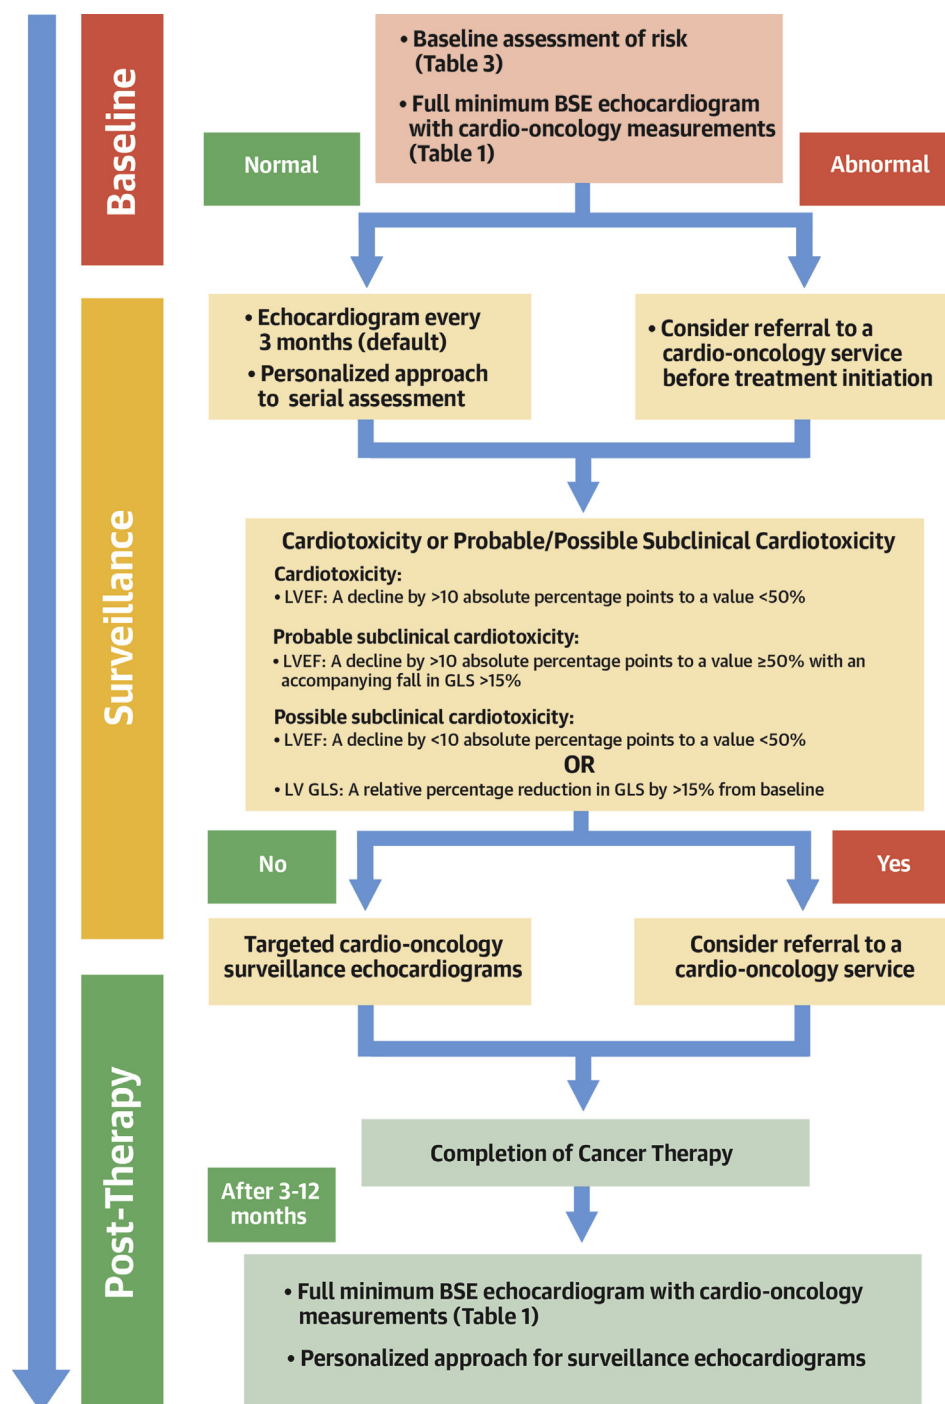 Baseline
• Baseline assessment of risk
(Table 3)
• Full minimum BSE echocardiogram
with cardio-oncology measurements
(Table 1)
Normal
Abnormal
Surveillance
• Echocardiogram every
3 months (default)
• Personalized approach
to serial assessment
• Consider referral to a
cardio-oncology service
before treatment initiation
Cardiotoxicity or Probable/Possible Subclinical Cardiotoxicity
Cardiotoxicity:
• LVEF: A decline by >10 absolute percentage points to a value <50%
Probable subclinical cardiotoxicity:
• LVEF: A decline by >10 absolute percentage points to a value ≥50% with an
accompanying fall in GLS >15%
Possible subclinical cardiotoxicity:
• LVEF: A decline by <10 absolute percentage points to a value <50%
OR
• LV GLS: A relative percentage reduction in GLS by >15% from baseline
No
Yes
Targeted cardio-oncology
surveillance echocardiograms
Consider referral to a
cardio-oncology service
Post-Therapy
Completion of Cancer Therapy
After 3-12
months
• Full minimum BSE echocardiogram with cardio-oncology
measurements (Table 1)
• Personalized approach for surveillance echocardiograms